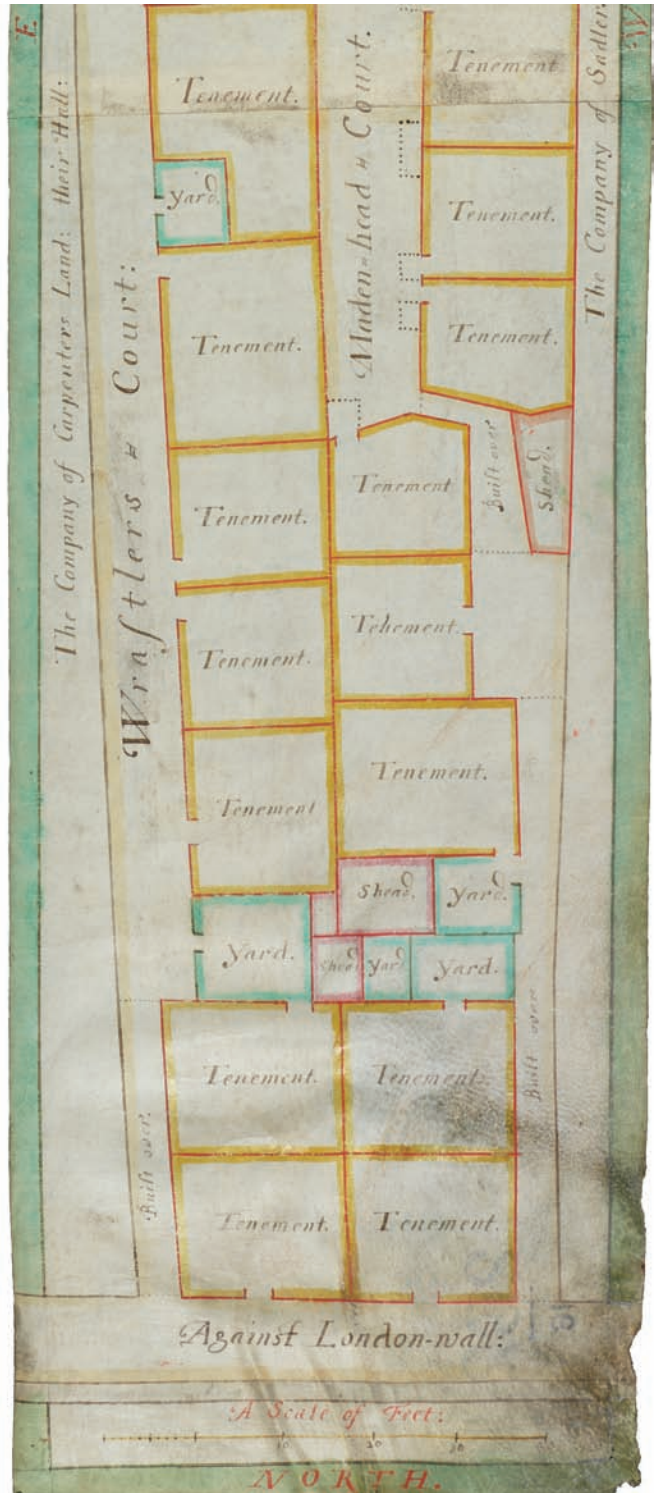 E
W
The Company of Carpenters Land: their Hall:
Wraſtlers Court:
Maden-head Court.
The Company of Sadlers
Tenement.
Tenement
Yard.
Tenement.
Tenement.
Tenement.
Tenement
Built over
Shead.
Tenement.
Tenement.
Tenement.
Tenement.
Tenement
Shead.
Yard.
Yard.
Shead
Yard
Yard.
Built over
Tenement.
Tenement.
Built over.
Tenement.
Tenement.
Againſt London-wall:
A Scale of Feet:
10
20
30
NORTH.